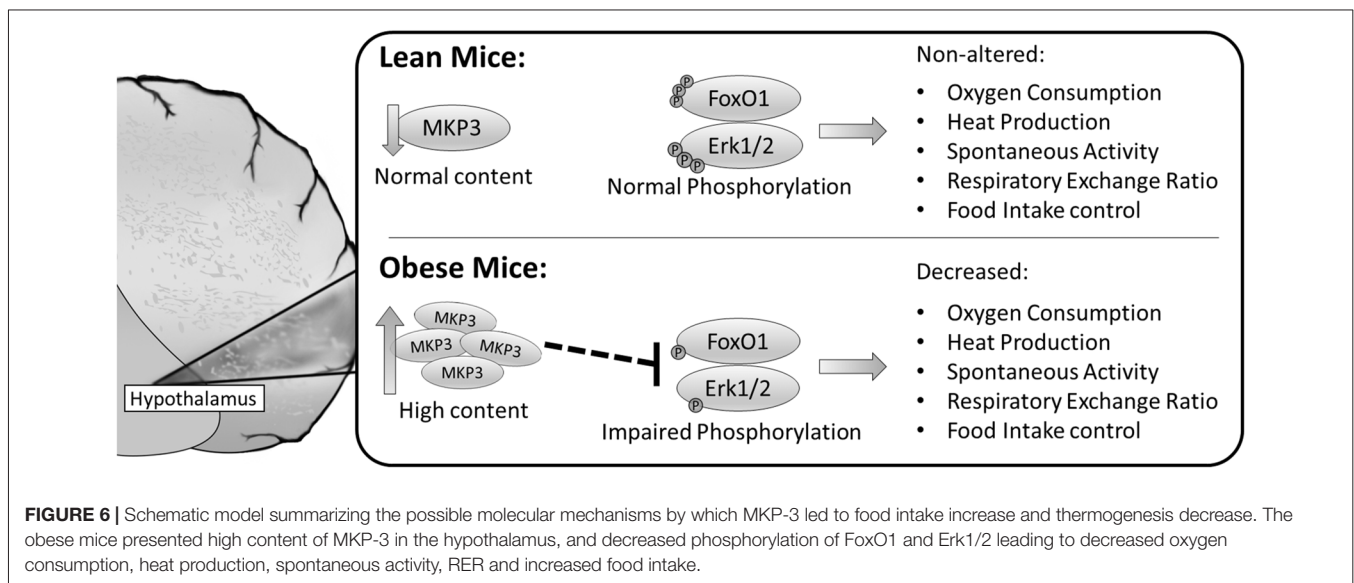 Lean Mice:
MKP3
Normal content
P
P
P
FoxO1
Erk1/2
P
P
P
Normal Phosphorylation
Non-altered:
• Oxygen Consumption
• Heat Production
• Spontaneous Activity
• Respiratory Exchange Ratio
• Food Intake control
Obese Mice:
MKP3
MKP3
MKP3
MKP3
High content
FoxO1
P
Erk1/2
P
Impaired Phosphorylation
Decreased:
• Oxygen Consumption
• Heat Production
• Spontaneous Activity
• Respiratory Exchange Ratio
• Food Intake control
Hypothalamus
FIGURE 6 | Schematic model summarizing the possible molecular mechanisms by which MKP-3 led to food intake increase and thermogenesis decrease. The
obese mice presented high content of MKP-3 in the hypothalamus, and decreased phosphorylation of FoxO1 and Erk1/2 leading to decreased oxygen
consumption, heat production, spontaneous activity, RER and increased food intake.